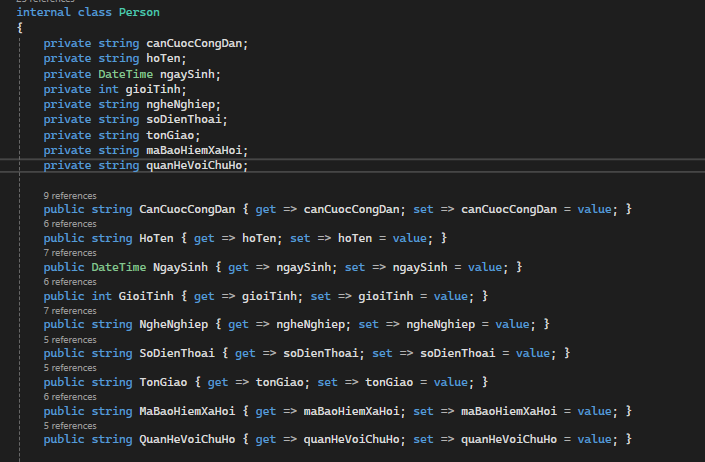 23 references
internal class Person
{
private string canCuocCongDan;
private string hoTen;
private DateTime ngaySinh;
private int gioiTinh;
private string ngheNghiep;
private string soDienThoai;
private string tonGiao;
private string maBaoHiemXaHoi;
private string quanHeVoiChuHo;
9 references
public string CanCuocCongDan { get => canCuocCongDan; set => canCuocCongDan = value; }
6 references
public string HoTen { get => hoTen; set => hoTen = value; }
7 references
public DateTime NgaySinh { get => ngaySinh; set => ngaySinh = value; }
6 references
public int GioiTinh { get => gioiTinh; set => gioiTinh = value; }
7 references
public string NgheNghiep { get => ngheNghiep; set => ngheNghiep = value; }
5 references
public string SoDienThoai { get => soDienThoai; set => soDienThoai = value; }
5 references
public string TonGiao { get => tonGiao; set => tonGiao = value; }
6 references
public string MaBaoHiemXaHoi { get => maBaoHiemXaHoi; set => maBaoHiemXaHoi = value; }
5 references
public string QuanHeVoiChuHo { get => quanHeVoiChuHo; set => quanHeVoiChuHo = value; }